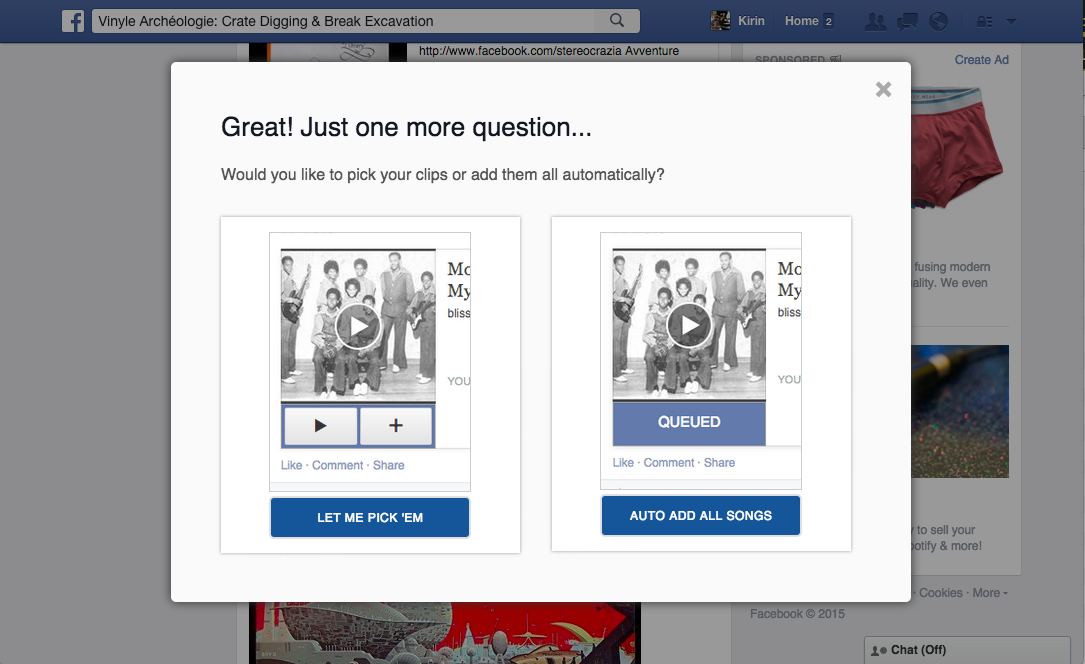 Vinyle Archéologie: Crate Digging & Break Excavation
Kirin
Home 2
http://www.facebook.com/stereocrazia Avventure
SPONSORED
Create Ad
Great! Just one more question...
Would you like to pick your clips or add them all automatically?
Mo
My
bliss
YOU
Like · Comment · Share
LET ME PICK 'EM
Mo
My
bliss
YOU
QUEUED
Like · Comment · Share
AUTO ADD ALL SONGS
fusing modern
ality. We even
to sell your
potify & more!
· Cookies · More
Facebook © 2015
Chat (Off)